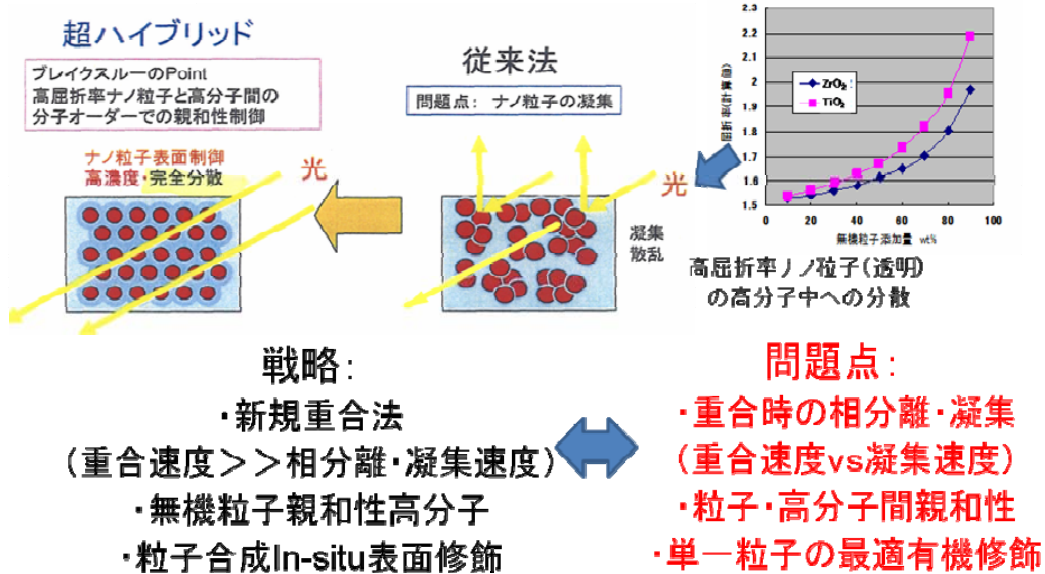 超ハイブリッド
ブレイクスルーのPoint
高屈折率ナノ粒子と高分子間の
分子オーダーでの親和性制御
ナノ粒子表面制御
高濃度・完全分散
光
従来法
問題点: ナノ粒子の凝集
光
凝集
散乱
2.3
2.2
2.1
2
1.9
1.8
1.7
1.6
1.5
屈折率(計算値)
ZrO₂
TiO₂
0 20 40 60 80 100
無機粒子添加量 wt%
高屈折率ナノ粒子(透明)
の高分子中への分散
戦略:
・新規重合法
(重合速度>>相分離・凝集速度)
・無機粒子親和性高分子
・粒子合成In-situ表面修飾
問題点:
・重合時の相分離・凝集
(重合速度vs凝集速度)
・粒子・高分子間親和性
・単一粒子の最適有機修飾